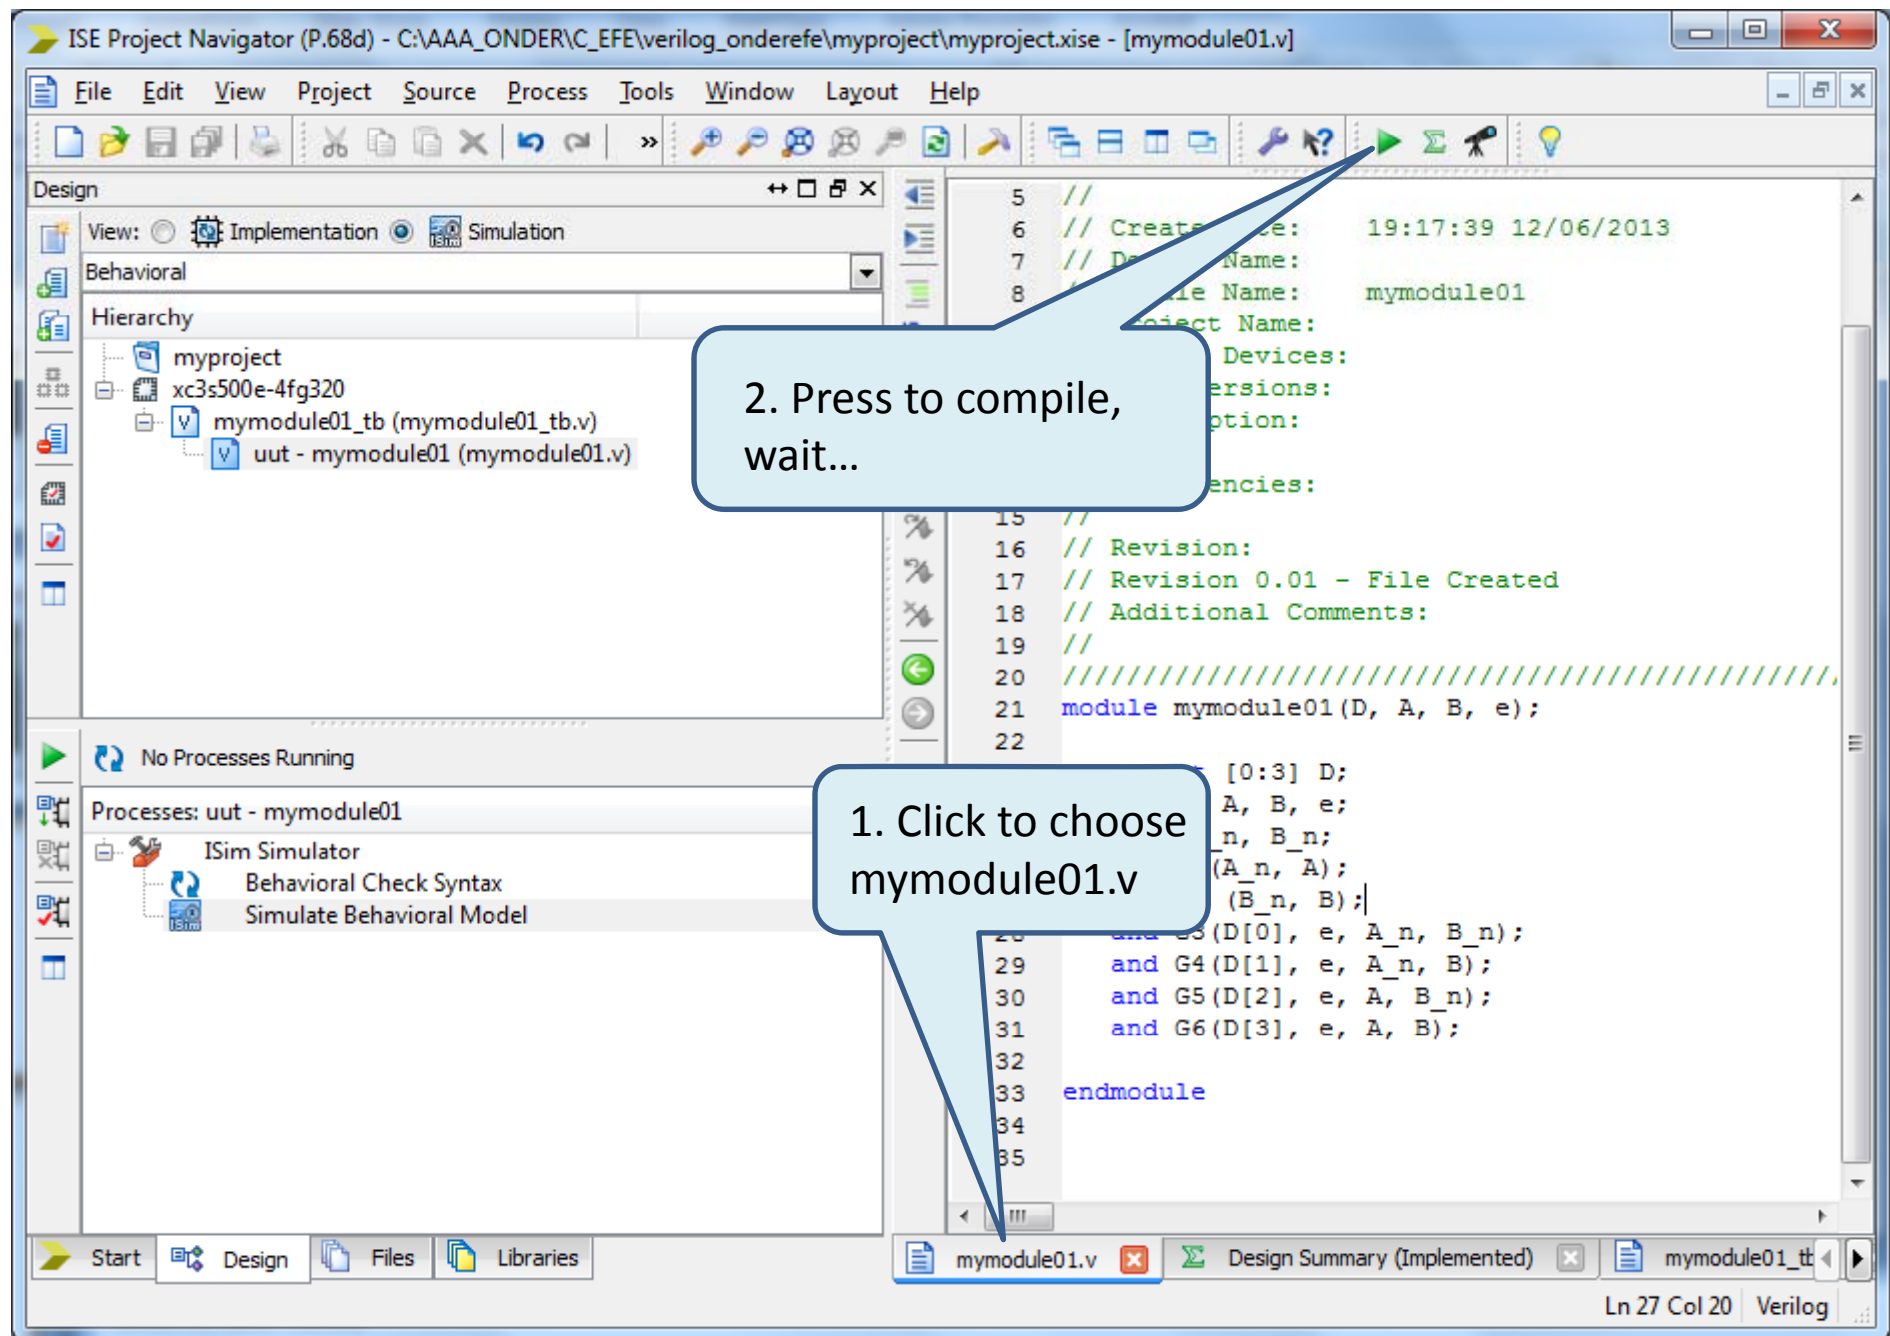 ISE Project Navigator (P.68d) - C:\AAA_ONDER\C_EFE\verilog_onderefe\myproject\myproject.xise - [mymodule01.v]
File Edit View Project Source Process Tools Window Layout Help
Design
View: Implementation Simulation
Behavioral
Hierarchy
myproject
xc3s500e-4fg320
mymodule01_tb (mymodule01_tb.v)
uut - mymodule01 (mymodule01.v)
No Processes Running
Processes: uut - mymodule01
ISim Simulator
Behavioral Check Syntax
Simulate Behavioral Model
Start Design Files Libraries
2. Press to compile,
wait...
1. Click to choose
mymodule01.v
5 //
6 // Create 19:17:39 12/06/2013
7 // Name:
8 Name: mymodule01
Name:
Devices:
15 //
16 // Revision:
17 // Revision 0.01 - File Created
18 // Additional Comments:
19 //
20 ////////////////////////////////////////////////
21 module mymodule01(D, A, B, e);
22
[0:3] D;
A, B, e;
B_n;
(A_n, A);
(B_n, B);
and G3(D[0], e, A_n, B_n);
29 and G4(D[1], e, A_n, B);
30 and G5(D[2], e, A, B_n);
31 and G6(D[3], e, A, B);
32
33 endmodule
34
35
mymodule01.v Design Summary (Implemented) mymodule01_tb
Ln 27 Col 20 Verilog